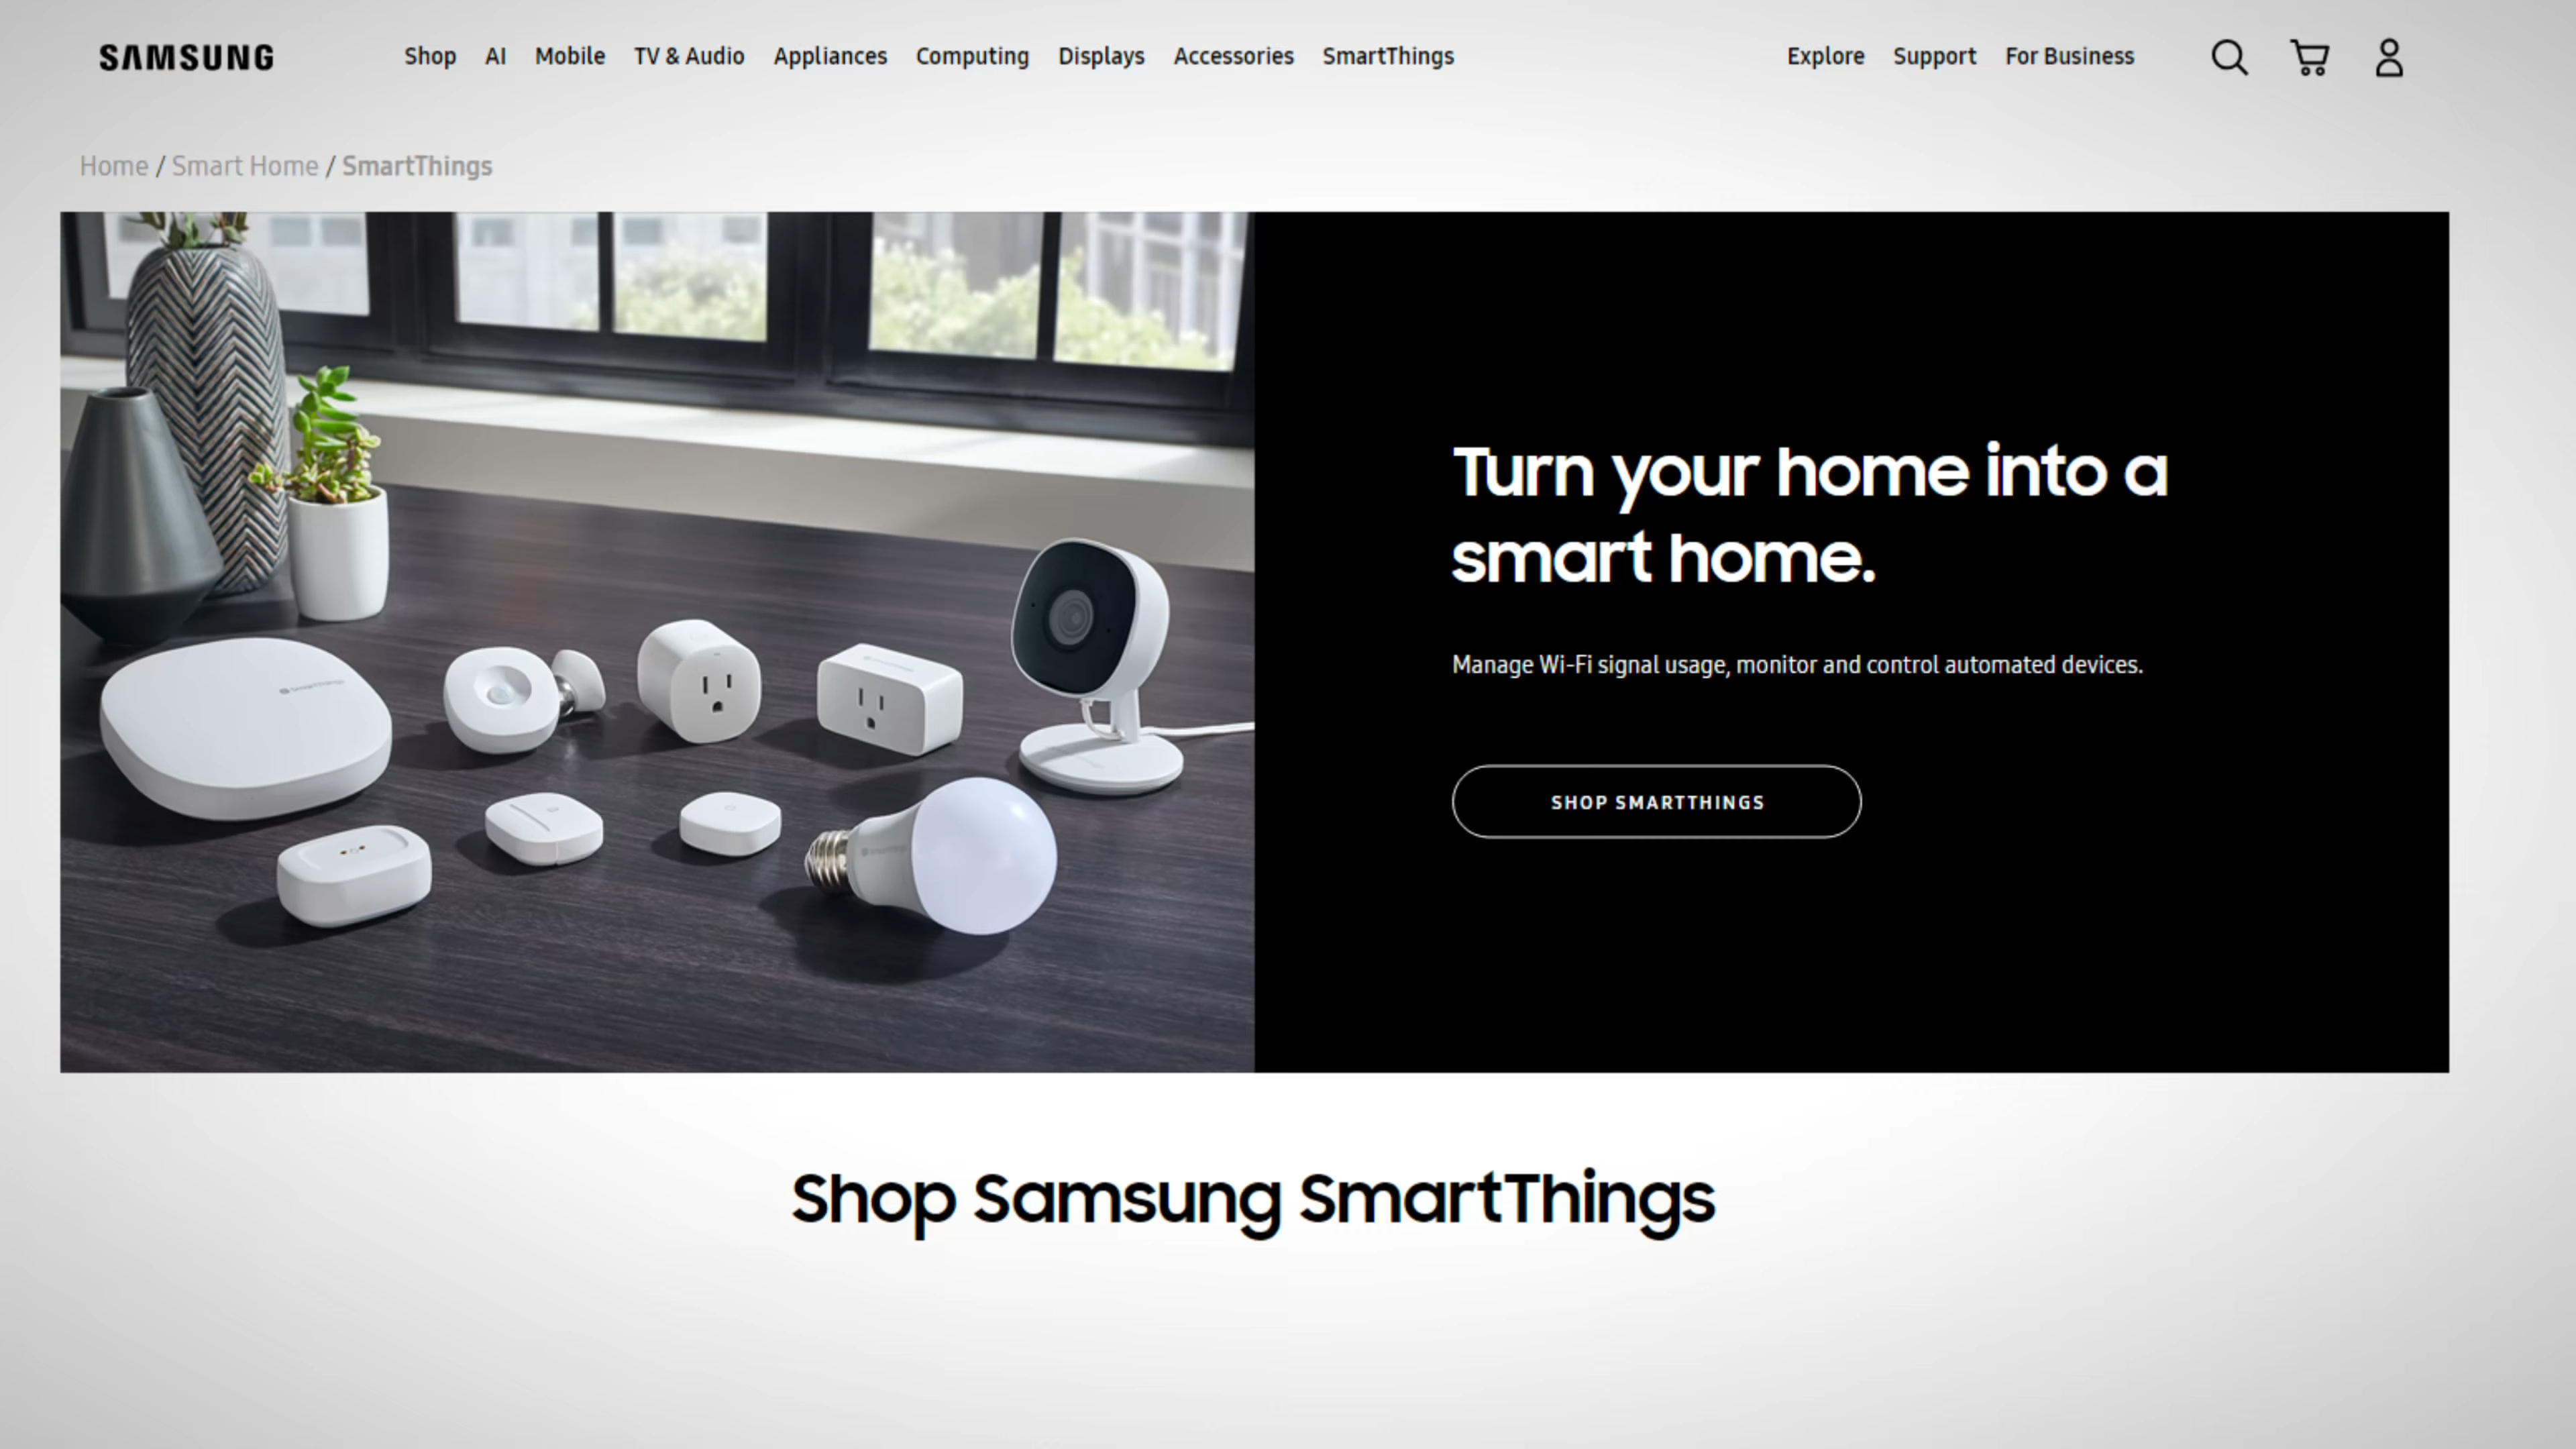 SAMSUNG
Shop AI Mobile TV & Audio Appliances Computing Displays Accessories SmartThings
Explore Support For Business
Home / Smart Home / SmartThings
SmartThings
Turn your home into a
smart home.
Manage Wi-Fi signal usage, monitor and control automated devices.
SHOP SMARTTHINGS
Shop Samsung SmartThings